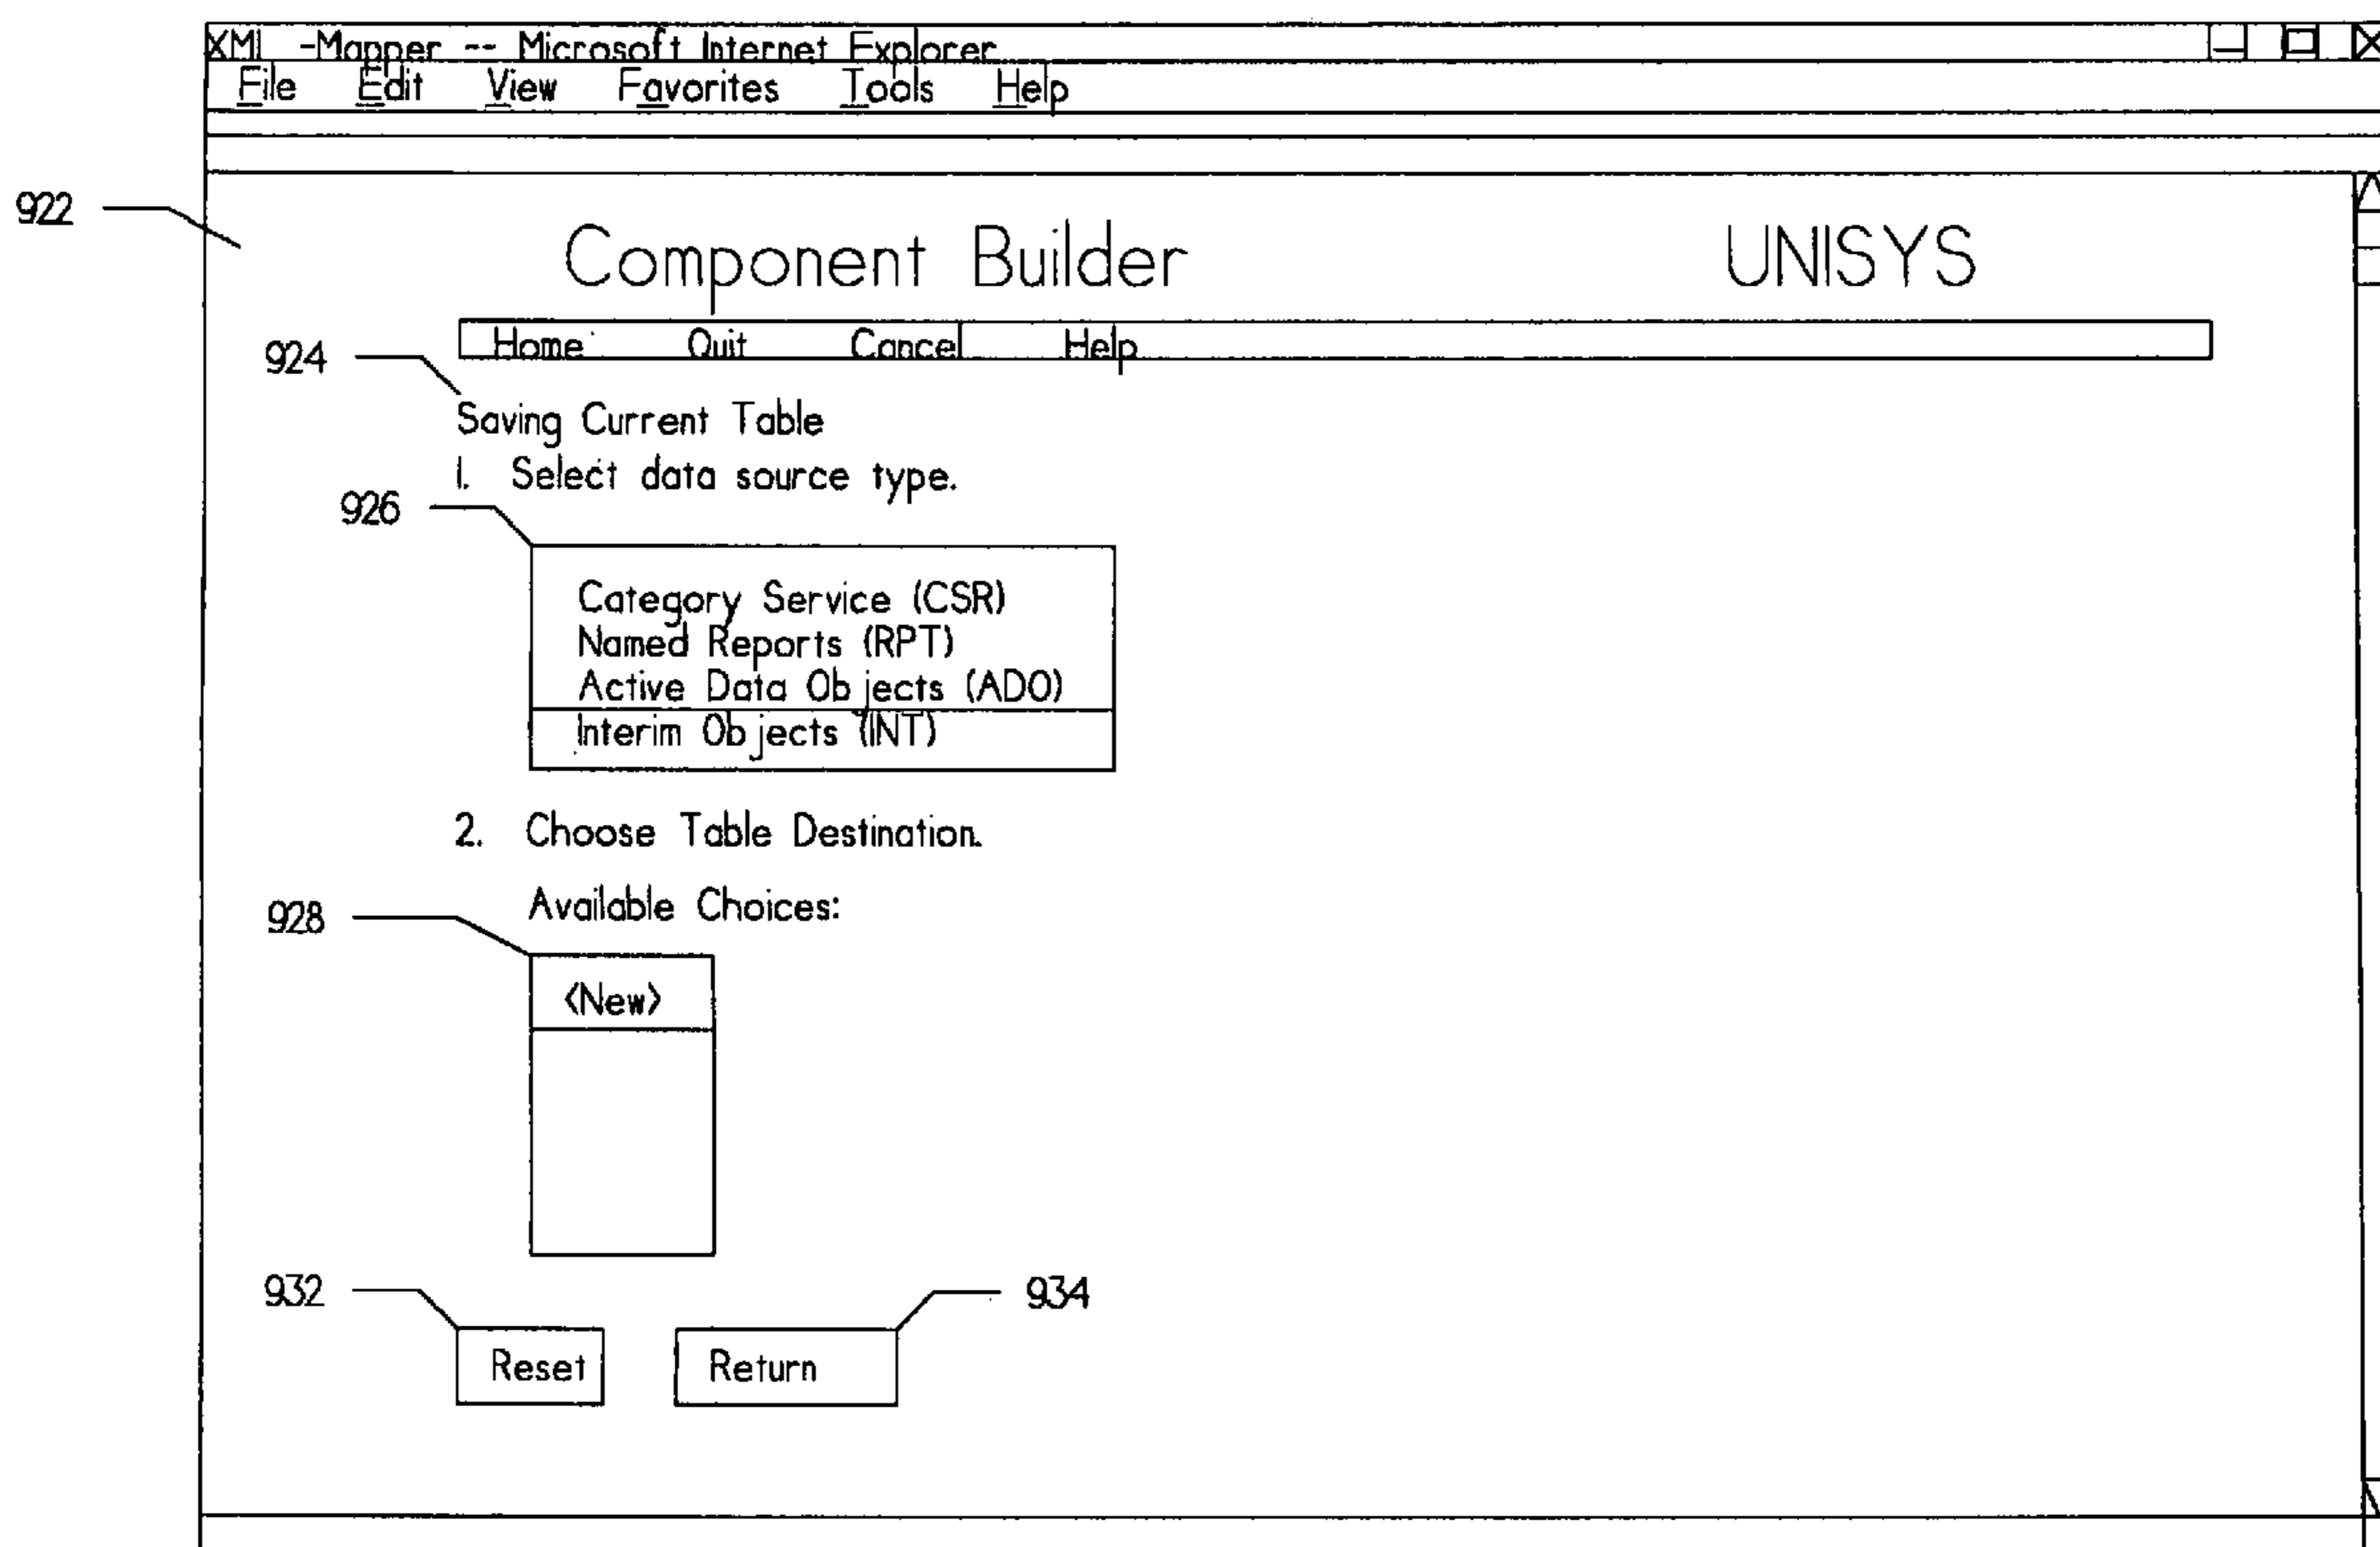 XML -Mapper -- Microsoft Internet Explorer
File Edit View Favorites Tools Help
922
Component Builder UNISYS
Home Quit Cancel Help
924
Saving Current Table
1. Select data source type.
926
Category Service (CSR)
Named Reports (RPT)
Active Data Objects (ADO)
Interim Objects (INT)
2. Choose Table Destination.
Available Choices:
928
<New>
932 934
Reset Return